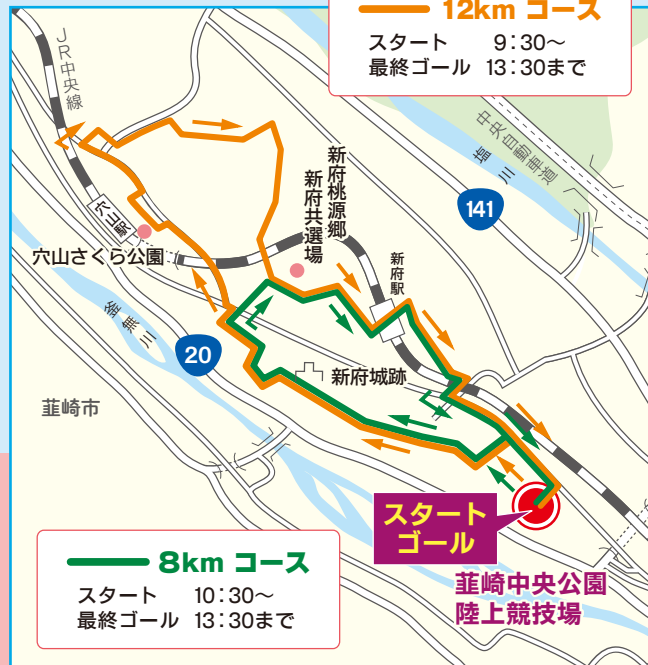 12km コース
スタート 9:30〜
最終ゴール 13:30まで
JR中央線
中央自動車道
塩川
141
新府桃源郷
新府共選場
穴山駅
新府駅
穴山さくら公園
釜無川
20
新府城跡
韮崎市
スタート
ゴール
韮崎中央公園
陸上競技場
8km コース
スタート 10:30〜
最終ゴール 13:30まで